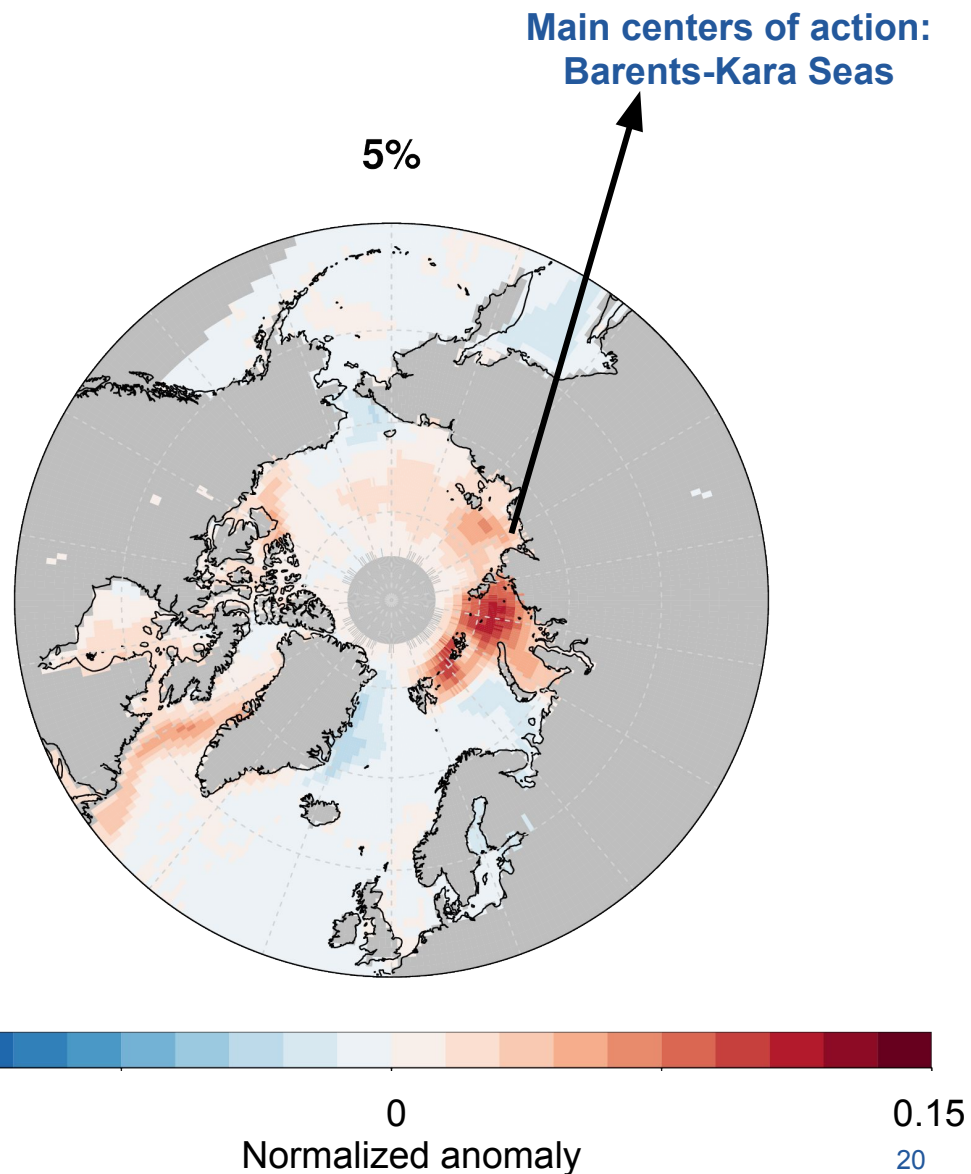 Main centers of action:
Barents-Kara Seas
5%
0
0.15
Normalized anomaly
20